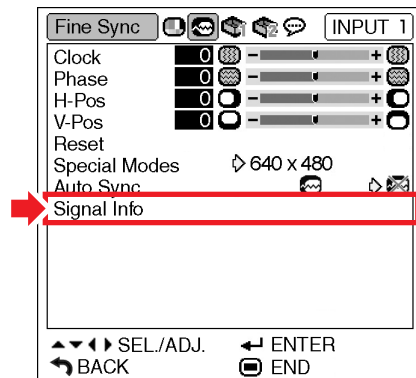 Fine Sync INPUT 1
Clock 0 - +
Phase 0 - +
H-Pos 0 - +
V-Pos 0 - +
Reset
Special Modes 640 x 480
Auto Sync
Signal Info
SEL./ADJ. ENTER
BACK END